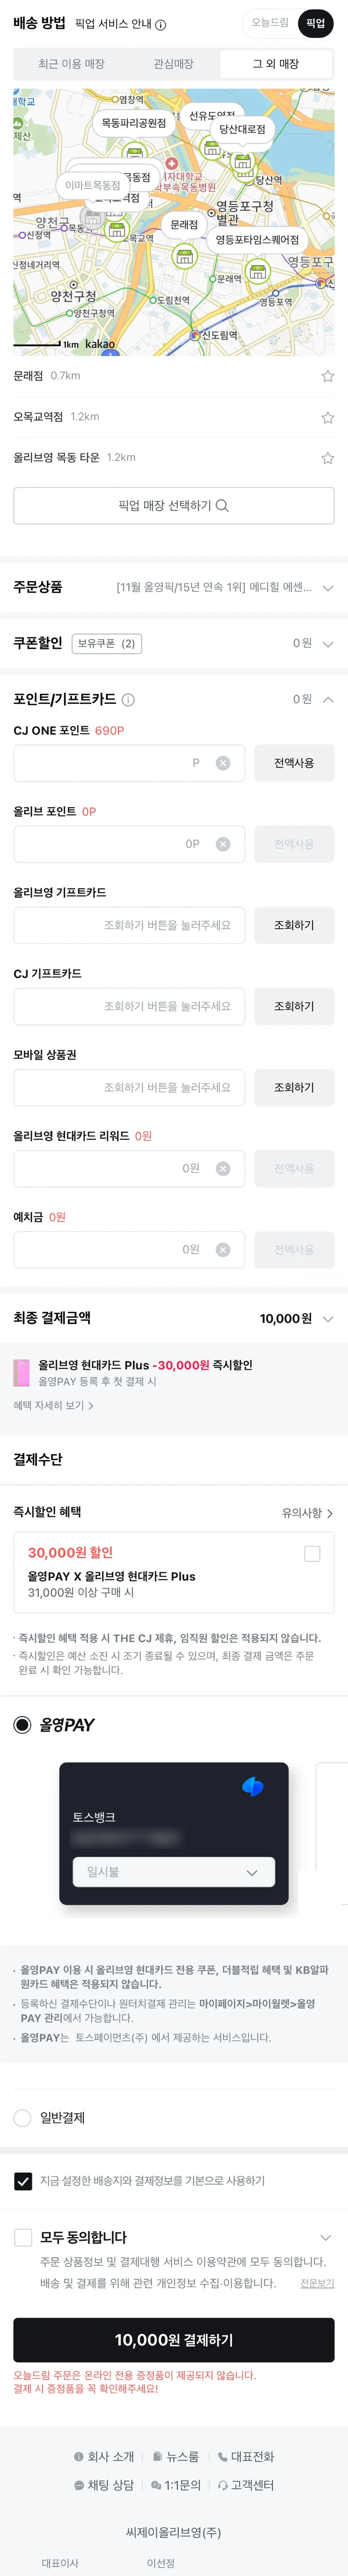 배송 방법 픽업 서비스 안내
오늘드림 픽업
최근 이용 매장 관심매장 그 외 매장
염창역
목동파리공원점
당산대로점
당산역
이마트목동점
영등포구청
별관
문래점
영등포타임스퀘어점
신정역
신정네거리역
양천구청
양천구청역
도림천역
문래역
영등포역
신도림역
1km kakao
문래점 0.7km
오목교역점 1.2km
올리브영 목동 타운 1.2km
픽업 매장 선택하기
주문상품 [11월 올영픽/15년 연속 1위] 메디힐 에센...
쿠폰할인 보유쿠폰 (2) 0원
포인트/기프트카드 0원
CJ ONE 포인트 690P
P 전액사용
올리브 포인트 0P
0P 전액사용
올리브영 기프트카드
조회하기 버튼을 눌러주세요 조회하기
CJ 기프트카드
조회하기 버튼을 눌러주세요 조회하기
모바일 상품권
조회하기 버튼을 눌러주세요 조회하기
올리브영 현대카드 리워드 0원
0원 전액사용
예치금 0원
0원 전액사용
최종 결제금액 10,000원
올리브영 현대카드 Plus -30,000원 즉시할인
올영PAY 등록 후 첫 결제 시
혜택 자세히 보기
결제수단
즉시할인 혜택 유의사항
30,000원 할인
올영PAY X 올리브영 현대카드 Plus
31,000원 이상 구매 시
· 즉시할인 혜택 적용 시 THE CJ 제휴, 임직원 할인은 적용되지 않습니다.
· 즉시할인은 예산 소진 시 조기 종료될 수 있으며, 최종 결제 금액은 주문
완료 시 확인 가능합니다.
올영PAY
토스뱅크
일시불
· 올영PAY 이용 시 올리브영 현대카드 전용 쿠폰, 더블적립 혜택 및 KB알파
원카드 혜택은 적용되지 않습니다.
· 등록하신 결제수단이나 원터치결제 관리는 마이페이지>마이월렛>올영
PAY 관리에서 가능합니다.
· 올영PAY는 토스페이먼츠(주) 에서 제공하는 서비스입니다.
일반결제
지금 설정한 배송지와 결제정보를 기본으로 사용하기
모두 동의합니다
주문 상품정보 및 결제대행 서비스 이용약관에 모두 동의합니다.
배송 및 결제를 위해 관련 개인정보 수집·이용합니다. 전문보기
10,000원 결제하기
오늘드림 주문은 온라인 전용 증정품이 제공되지 않습니다.
결제 시 증정품을 꼭 확인해주세요!
회사 소개 뉴스룸 대표전화
채팅 상담 1:1문의 고객센터
씨제이올리브영(주)
대표이사 이선정